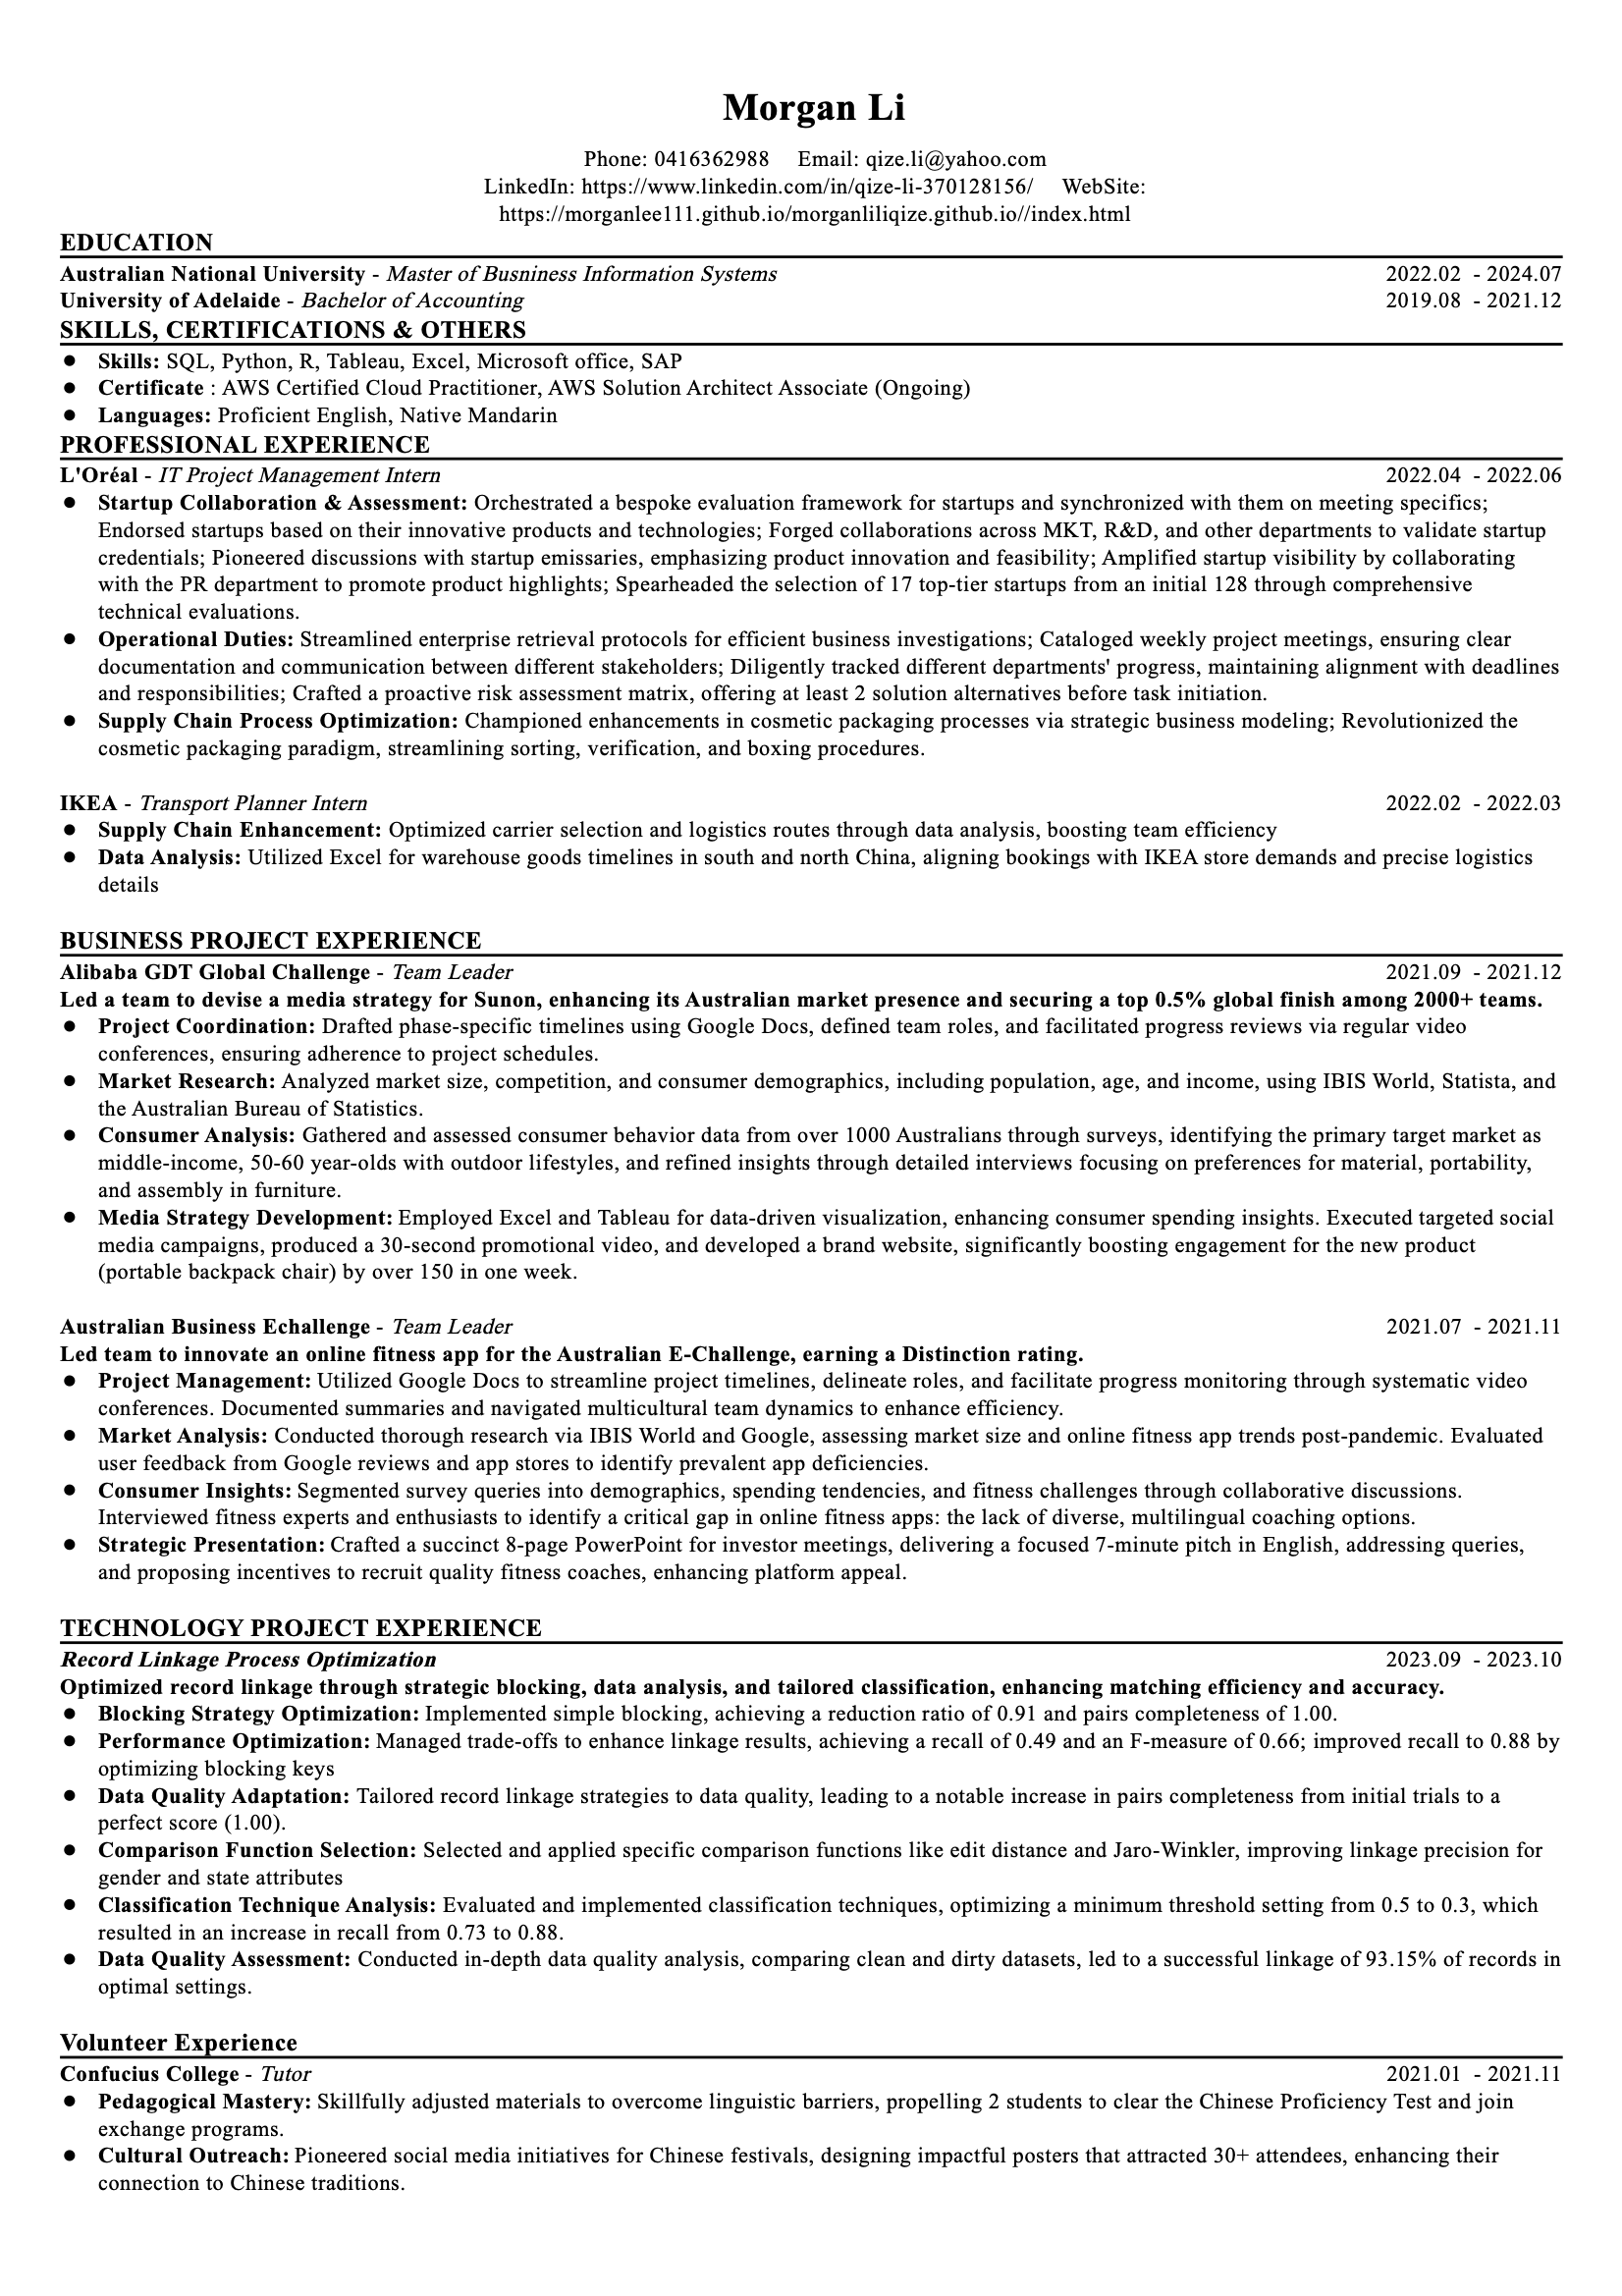 Morgan Li
Phone: 0416362988 Email: qize.li@yahoo.com
LinkedIn: https://www.linkedin.com/in/qize-li-370128156/ WebSite:
https://morganlee111.github.io/morganliliqize.github.io//index.html
EDUCATION
Australian National University - Master of Busniness Information Systems 2022.02 - 2024.07
University of Adelaide - Bachelor of Accounting 2019.08 - 2021.12
SKILLS, CERTIFICATIONS & OTHERS
● Skills: SQL, Python, R, Tableau, Excel, Microsoft office, SAP
● Certificate : AWS Certified Cloud Practitioner, AWS Solution Architect Associate (Ongoing)
● Languages: Proficient English, Native Mandarin
PROFESSIONAL EXPERIENCE
L'Oréal - IT Project Management Intern 2022.04 - 2022.06
● Startup Collaboration & Assessment: Orchestrated a bespoke evaluation framework for startups and synchronized with them on meeting specifics;
Endorsed startups based on their innovative products and technologies; Forged collaborations across MKT, R&D, and other departments to validate startup
credentials; Pioneered discussions with startup emissaries, emphasizing product innovation and feasibility; Amplified startup visibility by collaborating
with the PR department to promote product highlights; Spearheaded the selection of 17 top-tier startups from an initial 128 through comprehensive
technical evaluations.
● Operational Duties: Streamlined enterprise retrieval protocols for efficient business investigations; Cataloged weekly project meetings, ensuring clear
documentation and communication between different stakeholders; Diligently tracked different departments' progress, maintaining alignment with deadlines
and responsibilities; Crafted a proactive risk assessment matrix, offering at least 2 solution alternatives before task initiation.
● Supply Chain Process Optimization: Championed enhancements in cosmetic packaging processes via strategic business modeling; Revolutionized the
cosmetic packaging paradigm, streamlining sorting, verification, and boxing procedures.
IKEA - Transport Planner Intern 2022.02 - 2022.03
● Supply Chain Enhancement: Optimized carrier selection and logistics routes through data analysis, boosting team efficiency
● Data Analysis: Utilized Excel for warehouse goods timelines in south and north China, aligning bookings with IKEA store demands and precise logistics
details
BUSINESS PROJECT EXPERIENCE
Alibaba GDT Global Challenge - Team Leader 2021.09 - 2021.12
Led a team to devise a media strategy for Sunon, enhancing its Australian market presence and securing a top 0.5% global finish among 2000+ teams.
● Project Coordination: Drafted phase-specific timelines using Google Docs, defined team roles, and facilitated progress reviews via regular video
conferences, ensuring adherence to project schedules.
● Market Research: Analyzed market size, competition, and consumer demographics, including population, age, and income, using IBIS World, Statista, and
the Australian Bureau of Statistics.
● Consumer Analysis: Gathered and assessed consumer behavior data from over 1000 Australians through surveys, identifying the primary target market as
middle-income, 50-60 year-olds with outdoor lifestyles, and refined insights through detailed interviews focusing on preferences for material, portability,
and assembly in furniture.
● Media Strategy Development: Employed Excel and Tableau for data-driven visualization, enhancing consumer spending insights. Executed targeted social
media campaigns, produced a 30-second promotional video, and developed a brand website, significantly boosting engagement for the new product
(portable backpack chair) by over 150 in one week.
Australian Business Echallenge - Team Leader 2021.07 - 2021.11
Led team to innovate an online fitness app for the Australian E-Challenge, earning a Distinction rating.
● Project Management: Utilized Google Docs to streamline project timelines, delineate roles, and facilitate progress monitoring through systematic video
conferences. Documented summaries and navigated multicultural team dynamics to enhance efficiency.
● Market Analysis: Conducted thorough research via IBIS World and Google, assessing market size and online fitness app trends post-pandemic. Evaluated
user feedback from Google reviews and app stores to identify prevalent app deficiencies.
● Consumer Insights: Segmented survey queries into demographics, spending tendencies, and fitness challenges through collaborative discussions.
Interviewed fitness experts and enthusiasts to identify a critical gap in online fitness apps: the lack of diverse, multilingual coaching options.
● Strategic Presentation: Crafted a succinct 8-page PowerPoint for investor meetings, delivering a focused 7-minute pitch in English, addressing queries,
and proposing incentives to recruit quality fitness coaches, enhancing platform appeal.
TECHNOLOGY PROJECT EXPERIENCE
Record Linkage Process Optimization 2023.09 - 2023.10
Optimized record linkage through strategic blocking, data analysis, and tailored classification, enhancing matching efficiency and accuracy.
● Blocking Strategy Optimization: Implemented simple blocking, achieving a reduction ratio of 0.91 and pairs completeness of 1.00.
● Performance Optimization: Managed trade-offs to enhance linkage results, achieving a recall of 0.49 and an F-measure of 0.66; improved recall to 0.88 by
optimizing blocking keys
● Data Quality Adaptation: Tailored record linkage strategies to data quality, leading to a notable increase in pairs completeness from initial trials to a
perfect score (1.00).
● Comparison Function Selection: Selected and applied specific comparison functions like edit distance and Jaro-Winkler, improving linkage precision for
gender and state attributes
● Classification Technique Analysis: Evaluated and implemented classification techniques, optimizing a minimum threshold setting from 0.5 to 0.3, which
resulted in an increase in recall from 0.73 to 0.88.
● Data Quality Assessment: Conducted in-depth data quality analysis, comparing clean and dirty datasets, led to a successful linkage of 93.15% of records in
optimal settings.
Volunteer Experience
Confucius College - Tutor 2021.01 - 2021.11
● Pedagogical Mastery: Skillfully adjusted materials to overcome linguistic barriers, propelling 2 students to clear the Chinese Proficiency Test and join
exchange programs.
● Cultural Outreach: Pioneered social media initiatives for Chinese festivals, designing impactful posters that attracted 30+ attendees, enhancing their
connection to Chinese traditions.